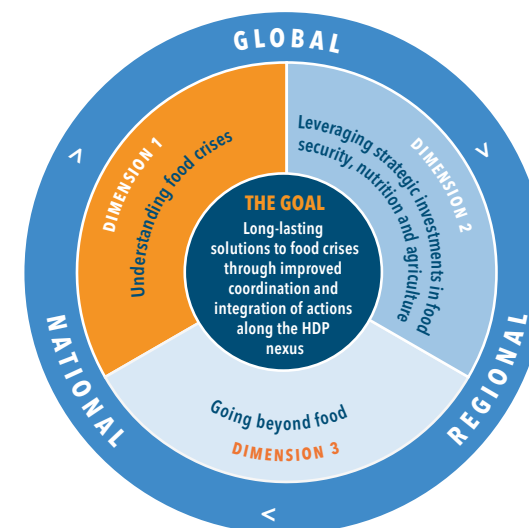 GLOBAL
DIMENSION 1
Understanding food crises
DIMENSION 2
Leveraging strategic investments in food
security, nutrition and agriculture
THE GOAL
Long-lasting
solutions to food crises
through improved
coordination and
integration of actions
along the HDP
nexus
Going beyond food
DIMENSION 3
NATIONAL
REGIONAL